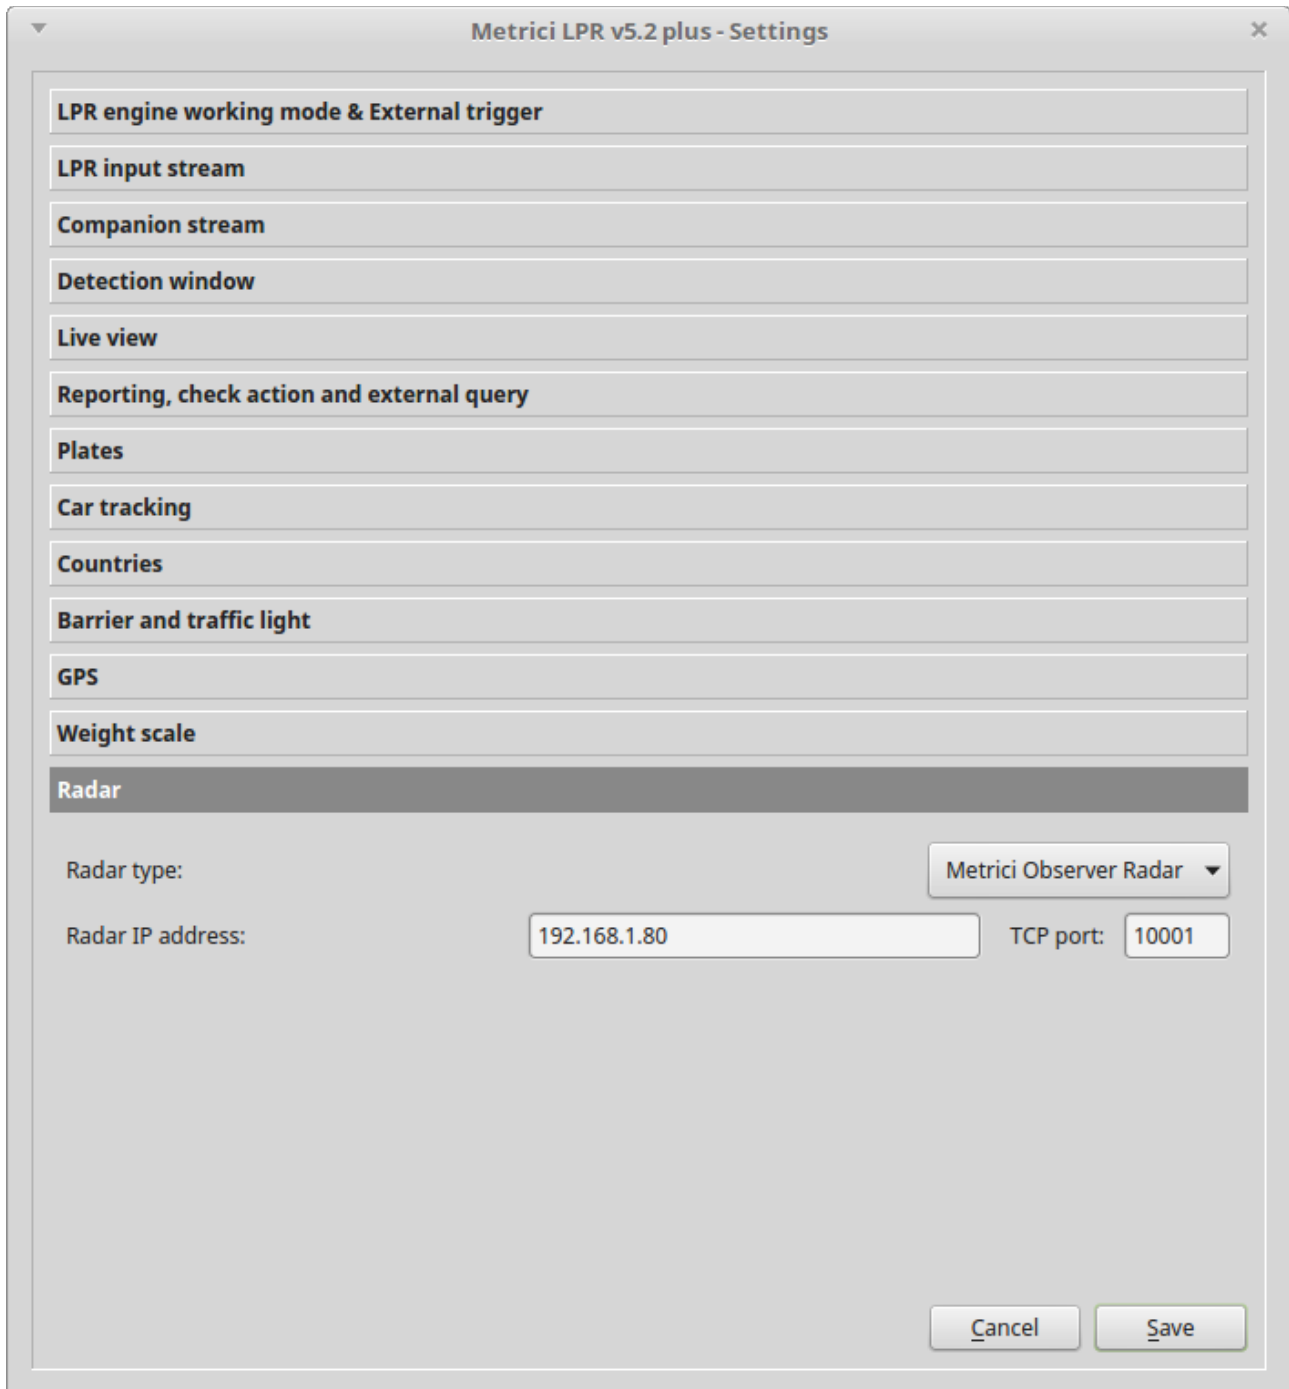 Metrici LPR v5.2 plus - Settings
LPR engine working mode & External trigger
LPR input stream
Companion stream
Detection window
Live view
Reporting, check action and external query
Plates
Car tracking
Countries
Barrier and traffic light
GPS
Weight scale
Radar
Radar type: Metrici Observer Radar
Radar IP address: 192.168.1.80 TCP port: 10001
Cancel Save